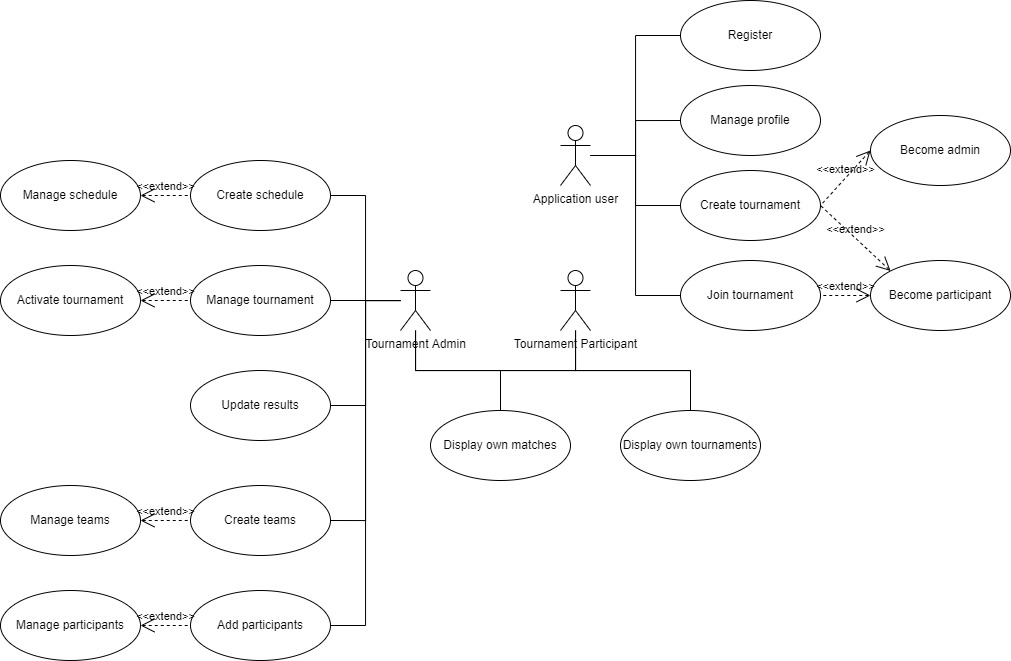 Register
Manage profile
Become admin
<<extend>>
Application user
Create tournament
<<extend>>
Manage schedule
<<extend>>
Create schedule
Activate tournament
<<extend>>
Manage tournament
Join tournament
<<extend>>
Become participant
Tournament Admin
Tournament Participant
Update results
Display own matches
Display own tournaments
Manage teams
<<extend>>
Create teams
Manage participants
<<extend>>
Add participants